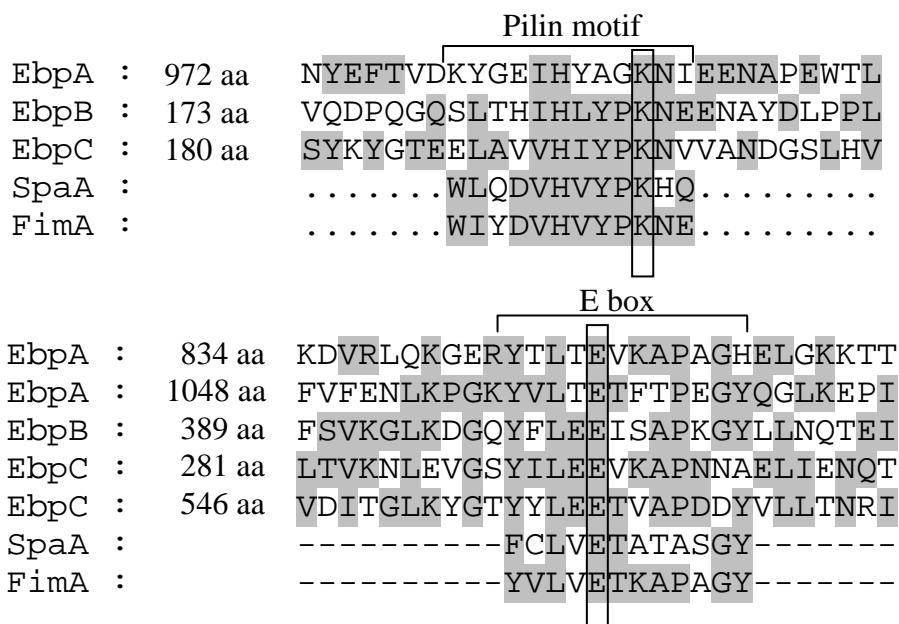 Pilin motif
EbpA : 972 aa NYEFTVDKYGEIHYAGKNIEENAPEWTL
EbpB : 173 aa VQDPQGQSLTHIHLYPKNEENAYDLPPL
EbpC : 180 aa SYKYGTEELAVVHIYPKNVVANDGSLHV
SpaA : .......WLQDVHVYPKHQ.........
FimA : .......WIYDVHVYPKNE.........
E box
EbpA : 834 aa KDVRLQKGERYTLTEVKAPAGHELGKKTT
EbpA : 1048 aa FVFENLKPGKYVLTETFTPEGYQGLKEPI
EbpB : 389 aa FSVKGLKDGQYFLEEISAPKGYLLNQTEI
EbpC : 281 aa LTVKNLEVGSYILEEVKAPNNAELIENQT
EbpC : 546 aa VDITGLKYGTYYLEETVAPDDYVLLTNRI
SpaA : ----------FCLVETATASGY-------
FimA : ----------YVLVETKAPAGY-------